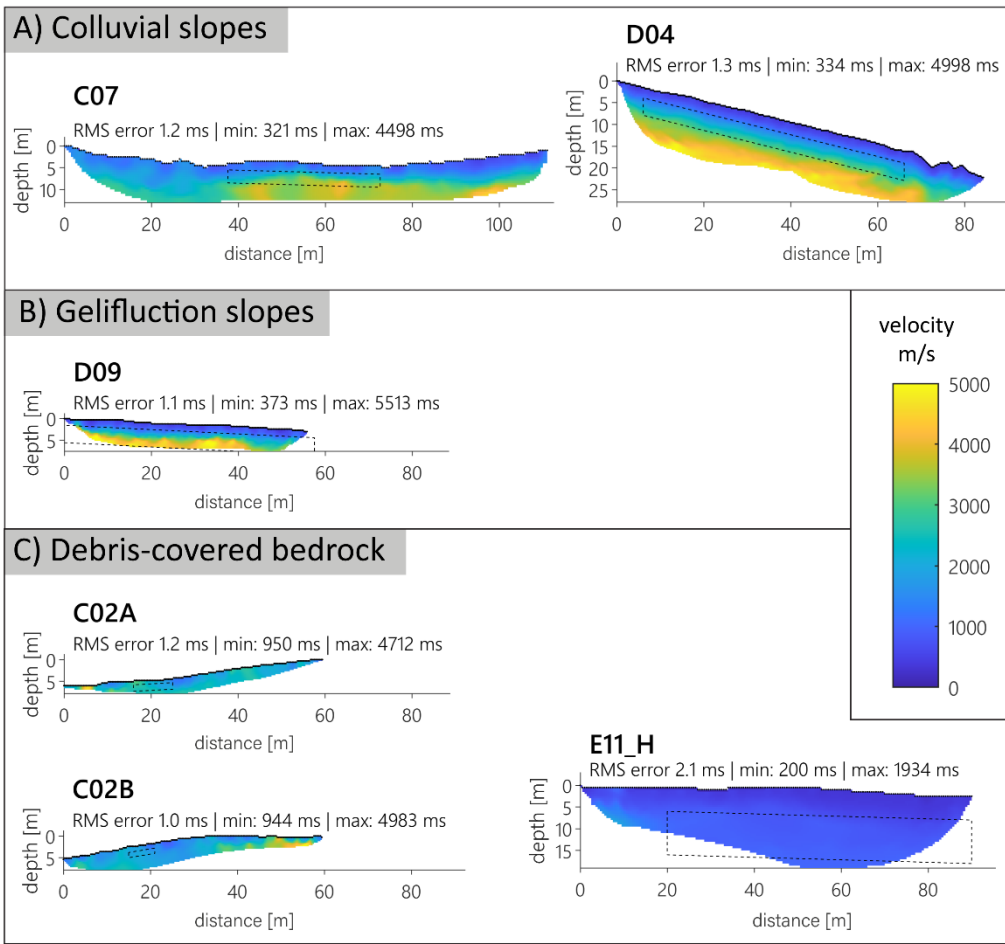 A) Colluvial slopes
C07
RMS error 1.2 ms | min: 321 ms | max: 4498 ms
depth [m]
0
5
10
0 20 40 60 80 100
distance [m]
D04
RMS error 1.3 ms | min: 334 ms | max: 4998 ms
depth [m]
0
5
10
15
20
25
0 20 40 60 80
distance [m]
B) Gelifluction slopes
D09
RMS error 1.1 ms | min: 373 ms | max: 5513 ms
depth [m]
0
5
0 20 40 60 80
distance [m]
velocity
m/s
5000
4000
3000
2000
1000
0
C) Debris-covered bedrock
C02A
RMS error 1.2 ms | min: 950 ms | max: 4712 ms
depth [m]
0
5
0 20 40 60 80
distance [m]
C02B
RMS error 1.0 ms | min: 944 ms | max: 4983 ms
depth [m]
0
5
0 20 40 60 80
distance [m]
E11_H
RMS error 2.1 ms | min: 200 ms | max: 1934 ms
depth [m]
0
5
10
15
0 20 40 60 80
distance [m]